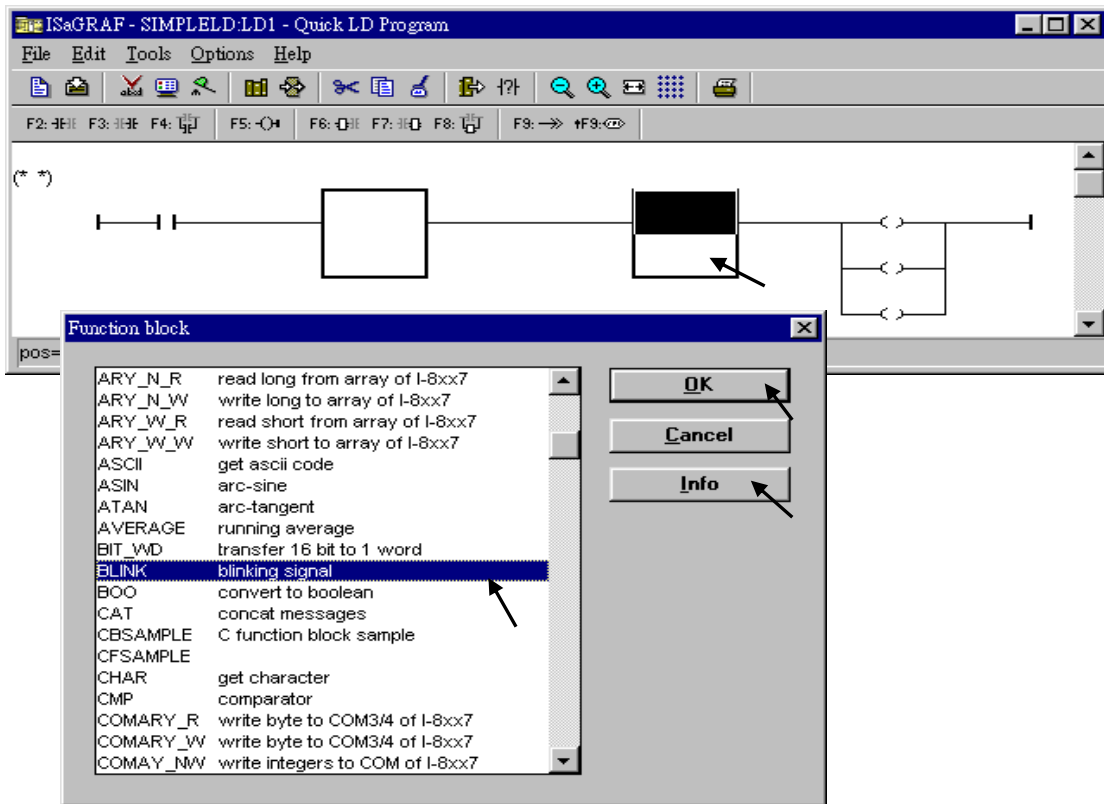 ISaGRAF - SIMPLELD:LD1 - Quick LD Program
File Edit Tools Options Help
F2: F3: F4: F5: F6: F7: F8: F9: F9:
(* *)
pos=
Function block
ARY_N_R read long from array of I-8xx7
ARY_N_W write long to array of I-8xx7
ARY_W_R read short from array of I-8xx7
ARY_W_W write short to array of I-8xx7
ASCII get ascii code
ASIN arc-sine
ATAN arc-tangent
AVERAGE running average
BIT_WD transfer 16 bit to 1 word
BLINK blinking signal
BOO convert to boolean
CAT concat messages
CBSAMPLE C function block sample
CFSAMPLE
CHAR get character
CMP comparator
COMARY_R write byte to COM3/4 of I-8xx7
COMARY_W write byte to COM3/4 of I-8xx7
COMAY_NW write integers to COM of I-8xx7
OK
Cancel
Info